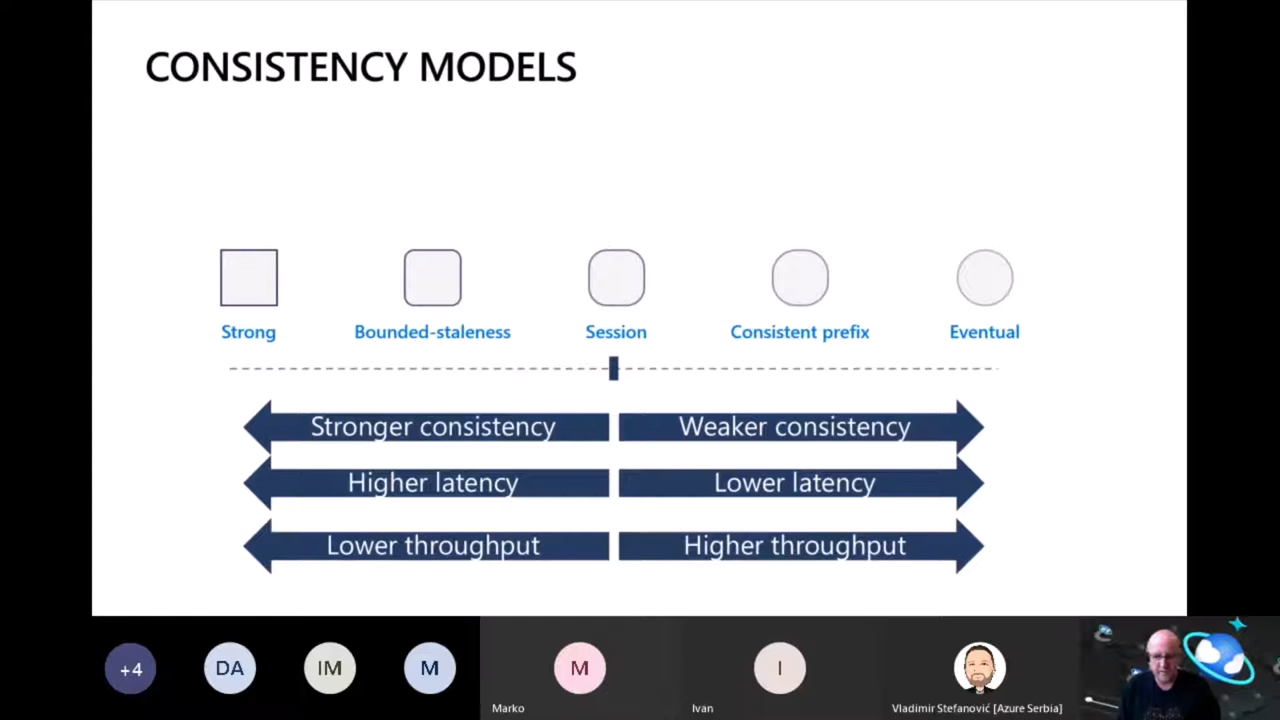 CONSISTENCY MODELS
Strong
Bounded-staleness
Session
Consistent prefix
Eventual
Stronger consistency
Weaker consistency
Higher latency
Lower latency
Lower throughput
Higher throughput
+4
DA
IM
M
M
I
Marko
Ivan
Vladimir Stefanović [Azure Serbia]